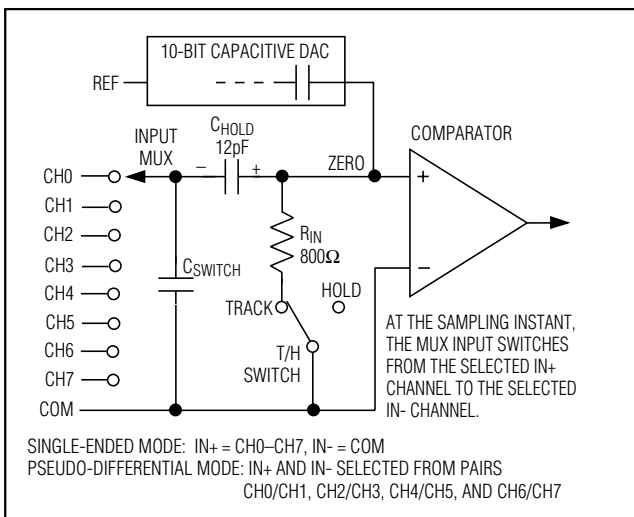 10-BIT CAPACITIVE DAC
REF
INPUT
MUX
CHOLD
12pF
ZERO
COMPARATOR
− +
+
−
CH0
CH1
CH2
CH3
CH4
CH5
CH6
CH7
COM
CSWITCH
RIN
800Ω
TRACK
HOLD
T/H
SWITCH
AT THE SAMPLING INSTANT,
THE MUX INPUT SWITCHES
FROM THE SELECTED IN+
CHANNEL TO THE SELECTED
IN- CHANNEL.
SINGLE-ENDED MODE: IN+ = CH0–CH7, IN- = COM
PSEUDO-DIFFERENTIAL MODE: IN+ AND IN- SELECTED FROM PAIRS
CH0/CH1, CH2/CH3, CH4/CH5, AND CH6/CH7